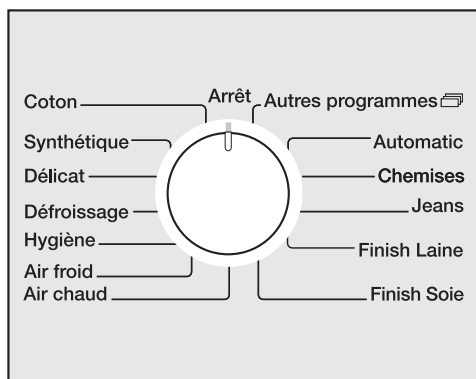 Arrêt
Coton
Autres programmes
Synthétique
Automatic
Délicat
Chemises
Défroissage
Jeans
Hygiène
Finish Laine
Air froid
Air chaud
Finish Soie